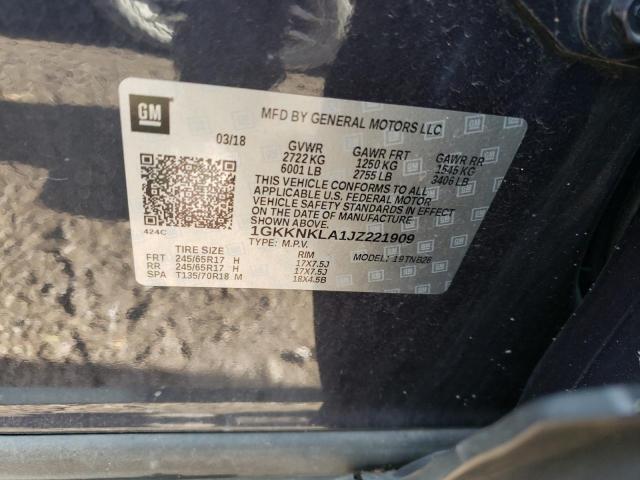 GM
MFD BY GENERAL MOTORS LLC
03/18 GVWR GAWR FRT GAWR RR
2722 KG 1250 KG 1545 KG
6001 LB 2755 LB 3406 LB
THIS VEHICLE CONFORMS TO ALL
APPLICABLE U.S. FEDERAL MOTOR
VEHICLE SAFETY STANDARDS IN EFFECT
ON THE DATE OF MANUFACTURE
SHOWN ABOVE.
424C 1GKKNKLA1JZ221909
TYPE: M.P.V. MODEL: 19TNB26
TIRE SIZE RIM
FRT 245/65R17 H 17X7.5J
RR 245/65R17 H 17X7.5J
SPA T135/70R18 M 18X4.5B